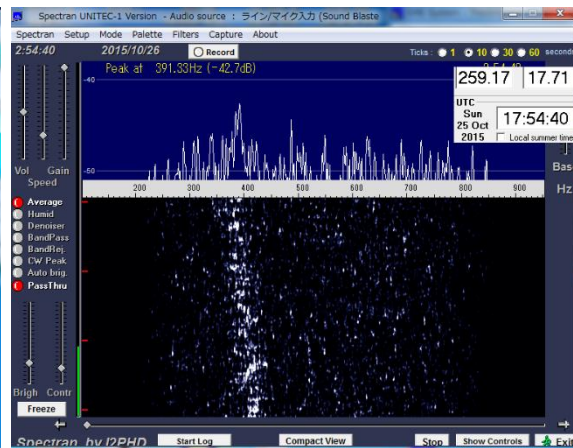 Spectran UNITEC-1 Version - Audio source : ライン/マイク入力 (Sound Blaste
Spectran Setup Mode Palette Filters Capture About
2:54:40 2015/10/26 Record Ticks : 1 10 30 60 seconds
Peak at 391.33Hz (-42.7dB)
-40
259.17 17.71
UTC
Sun
25 Oct
2015
17:54:40
Local summer time
-50
Vol Gain
Speed
Base
200 300 400 500 600 700 800 900 Hz
Average
Humid
Denoiser
BandPass
BandRej.
CW Peak
Auto brig.
PassThru
Brigh Contr
Freeze
Spectran by I2PHD Start Log Compact View Stop Show Controls Exit